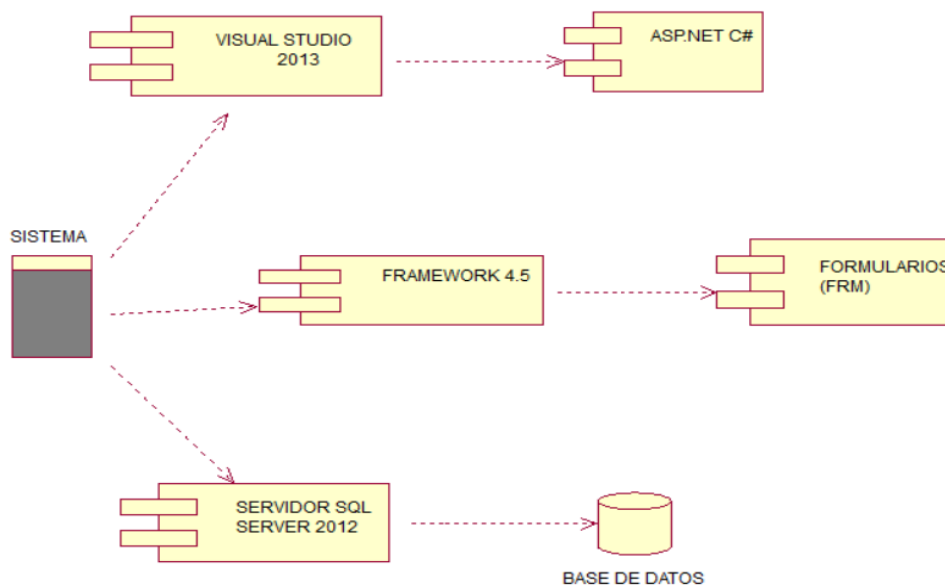 VISUAL STUDIO
2013
ASP.NET C#
SISTEMA
FRAMEWORK 4.5
FORMULARIOS
(FRM)
SERVIDOR SQL
SERVER 2012
BASE DE DATOS